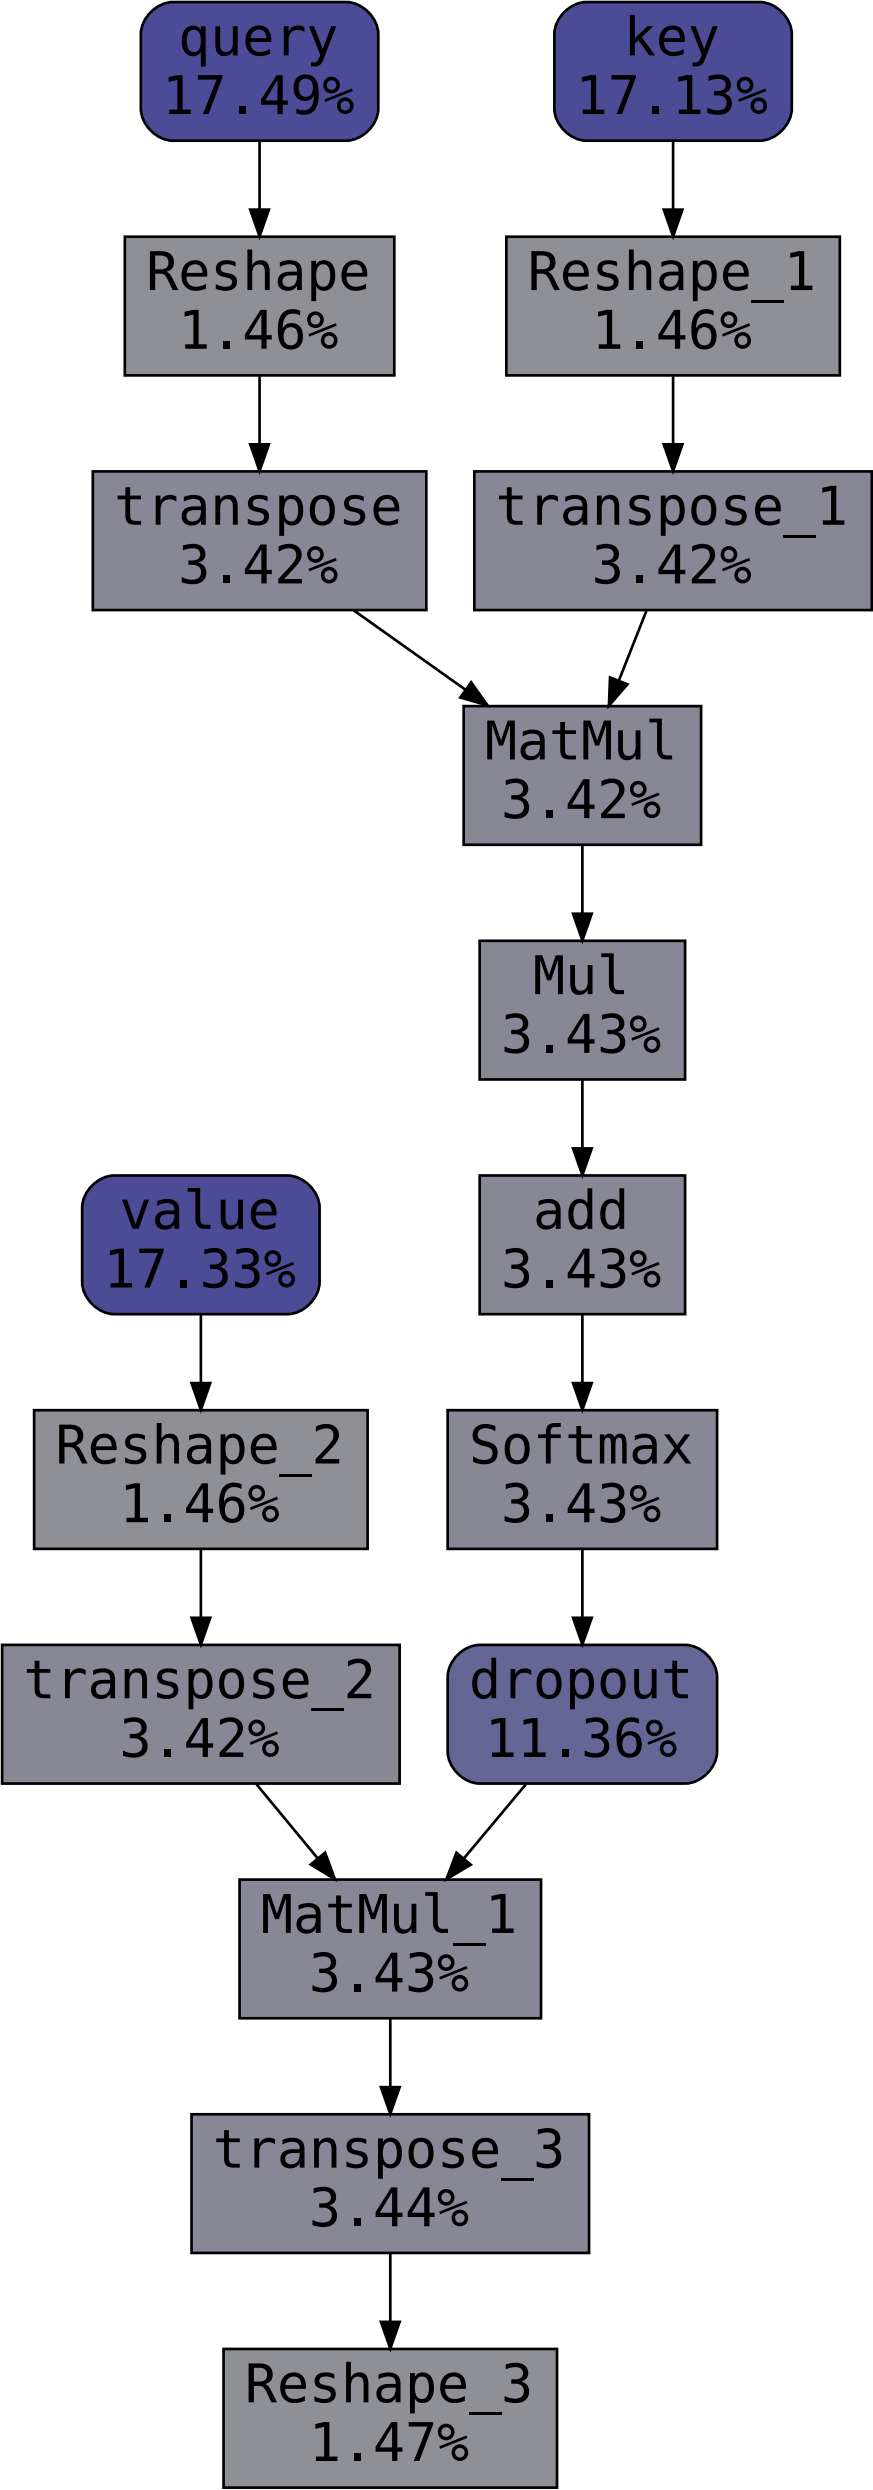 query
17.49%
key
17.13%
Reshape
1.46%
Reshape_1
1.46%
transpose
3.42%
transpose_1
3.42%
MatMul
3.42%
Mul
3.43%
value
17.33%
add
3.43%
Reshape_2
1.46%
Softmax
3.43%
transpose_2
3.42%
dropout
11.36%
MatMul_1
3.43%
transpose_3
3.44%
Reshape_3
1.47%